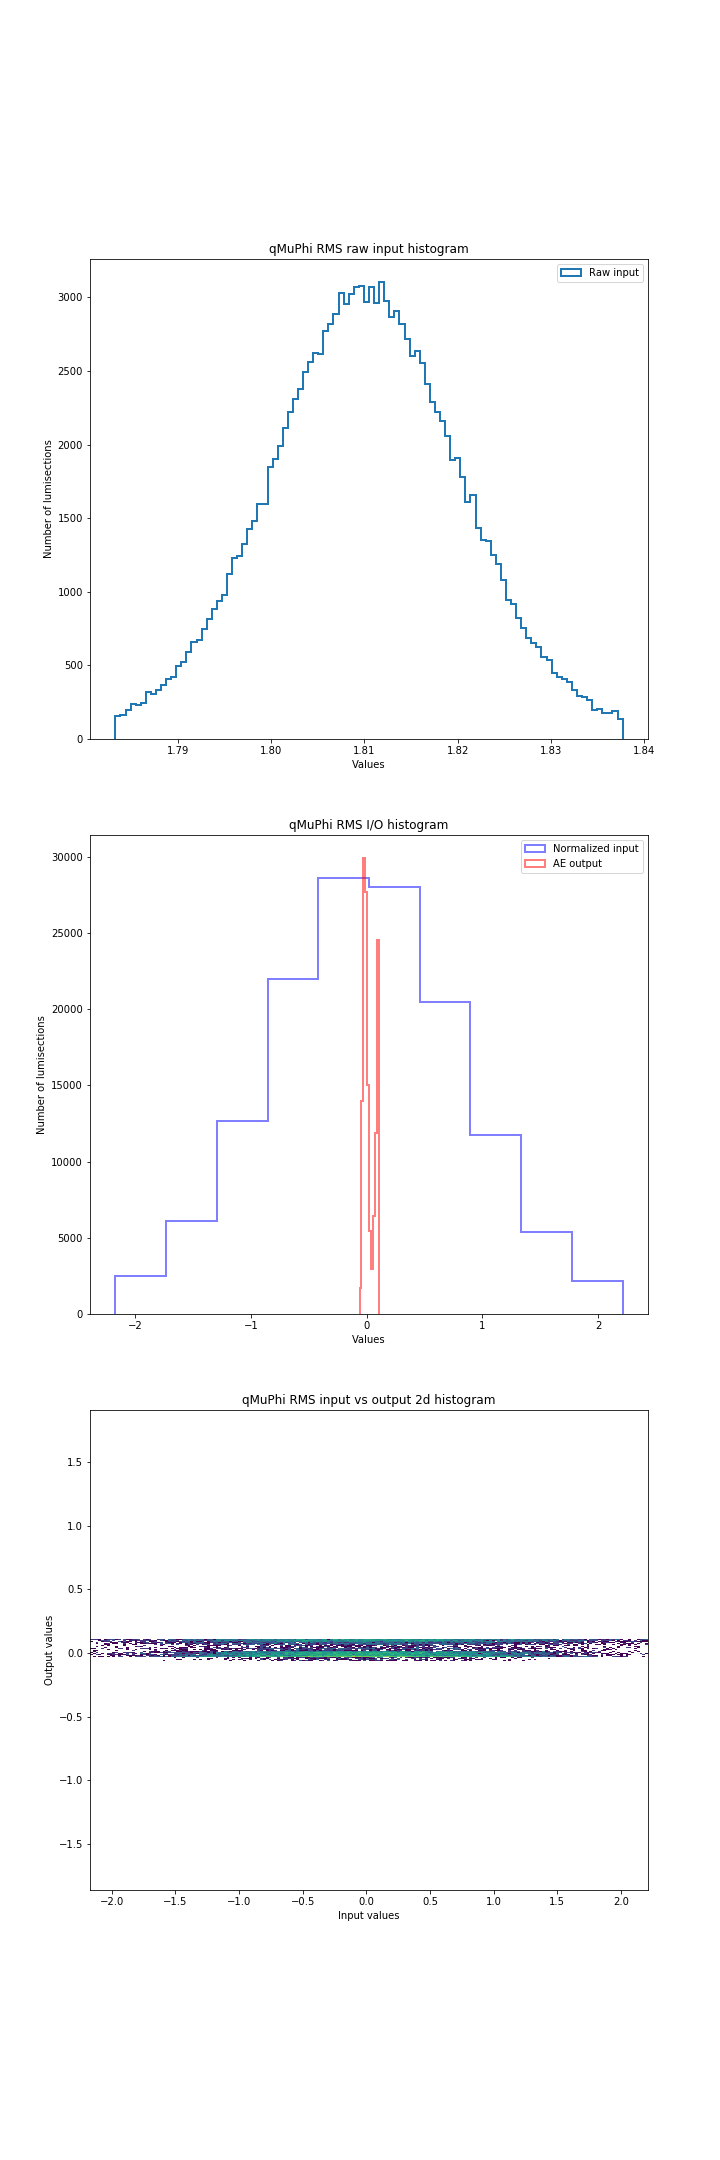 qMuPhi RMS raw input histogram
Raw input
3000
2500
2000
1500
1000
500
0
Number of lumisections
1.79 1.80 1.81 1.82 1.83 1.84
Values
qMuPhi RMS I/O histogram
Normalized input
AE output
30000
25000
20000
15000
10000
5000
0
Number of lumisections
−2 −1 0 1 2
Values
qMuPhi RMS input vs output 2d histogram
1.5
1.0
0.5
0.0
−0.5
−1.0
−1.5
Output values
−2.0 −1.5 −1.0 −0.5 0.0 0.5 1.0 1.5 2.0
Input values